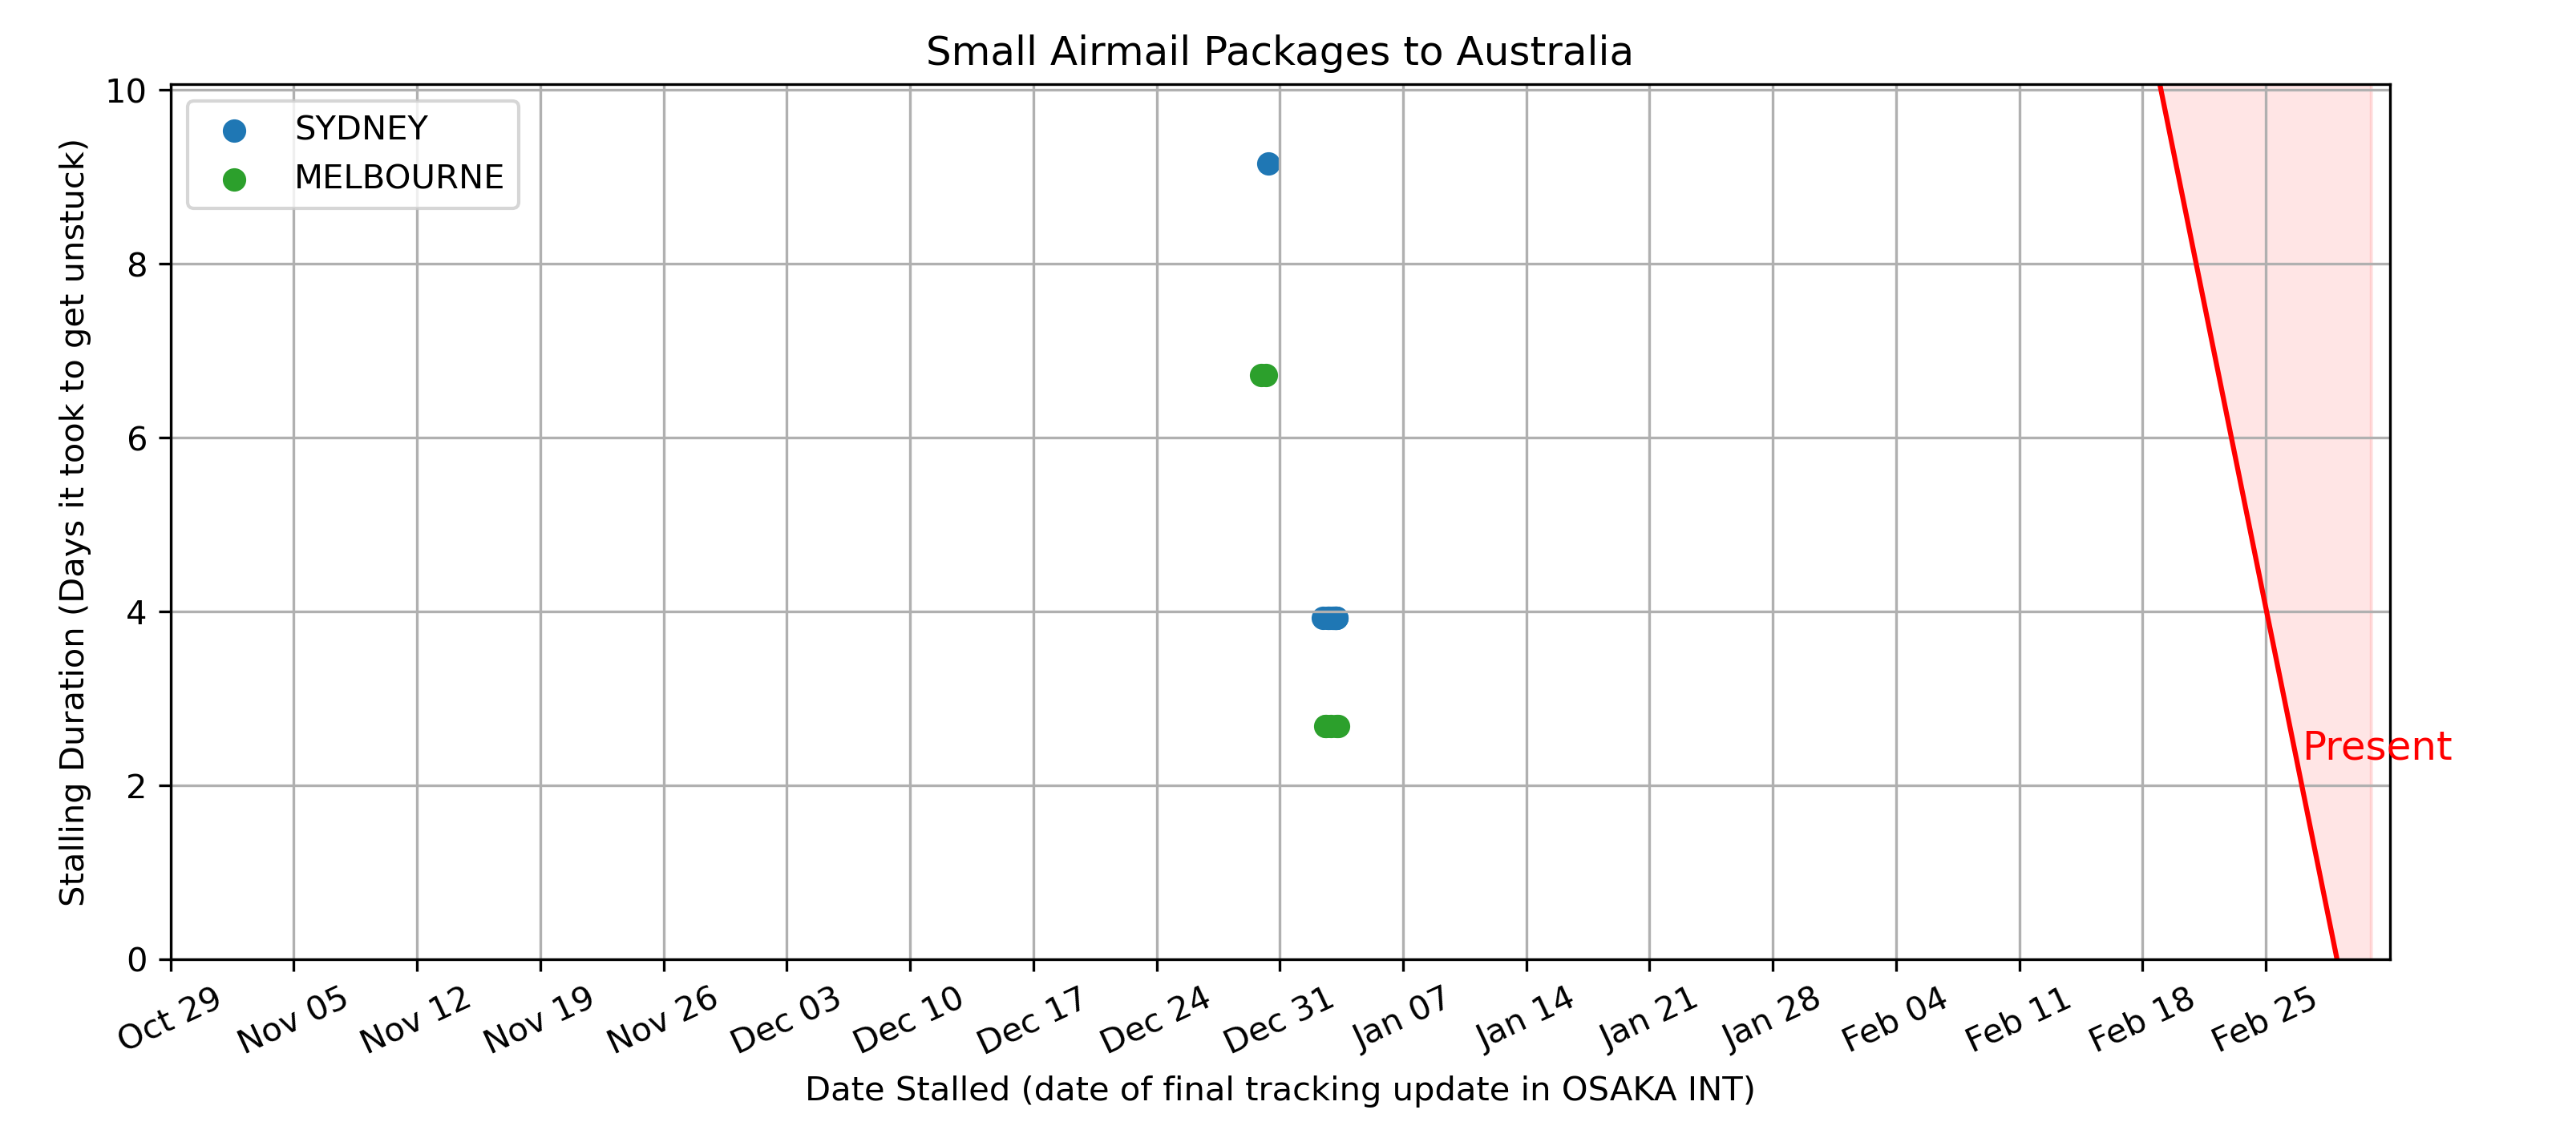 Small Airmail Packages to Australia
SYDNEY
MELBOURNE
Stalling Duration (Days it took to get unstuck)
10
8
6
4
2
0
Present
Oct 29 Nov 05 Nov 12 Nov 19 Nov 26 Dec 03 Dec 10 Dec 17 Dec 24 Dec 31 Jan 07 Jan 14 Jan 21 Jan 28 Feb 04 Feb 11 Feb 18 Feb 25
Date Stalled (date of final tracking update in OSAKA INT)